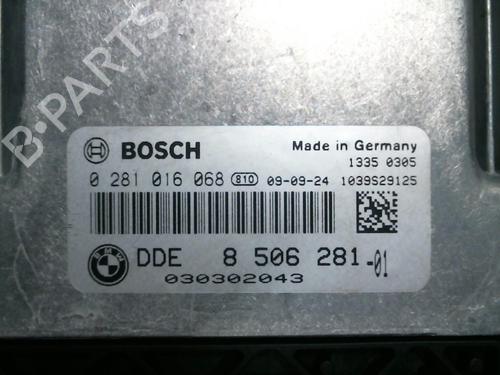 B-PARTS
BOSCH
Made in Germany
1335 0305
0 281 016 068 810 09-09-24 1039S29125
BMW DDE 8 506 281-01
030302043